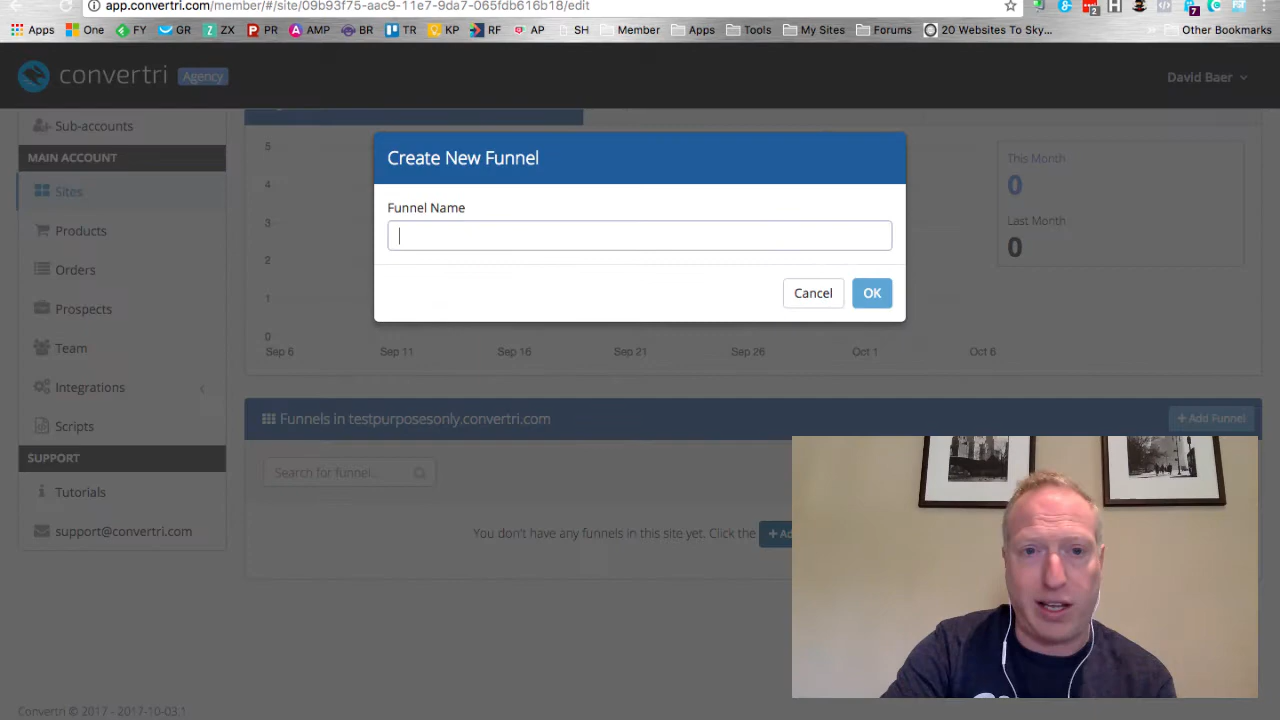 app.convertri.com/member/#/site/09b93f75-aac9-11e7-9da7-065fdb616b18/edit
Apps One FY GR ZX PR AMP BR TR KP RF AP SH Member Apps Tools My Sites Forums 20 Websites To Sky... » Other Bookmarks
convertri Agency
David Baer
Sub-accounts
MAIN ACCOUNT
Sites
Products
Orders
Prospects
Team
Integrations
Scripts
SUPPORT
Tutorials
support@convertri.com
Create New Funnel
Funnel Name
Cancel OK
5
4
3
2
1
0
Sep 6 Sep 11 Sep 16 Sep 21 Sep 26 Oct 1 Oct 6
This Month
0
Last Month
0
Funnels in testpurposesonly.convertri.com
+ Add Funnel
Search for funnel...
You don't have any funnels in this site yet. Click the + Ad
Convertri © 2017 - 2017-10-03.1